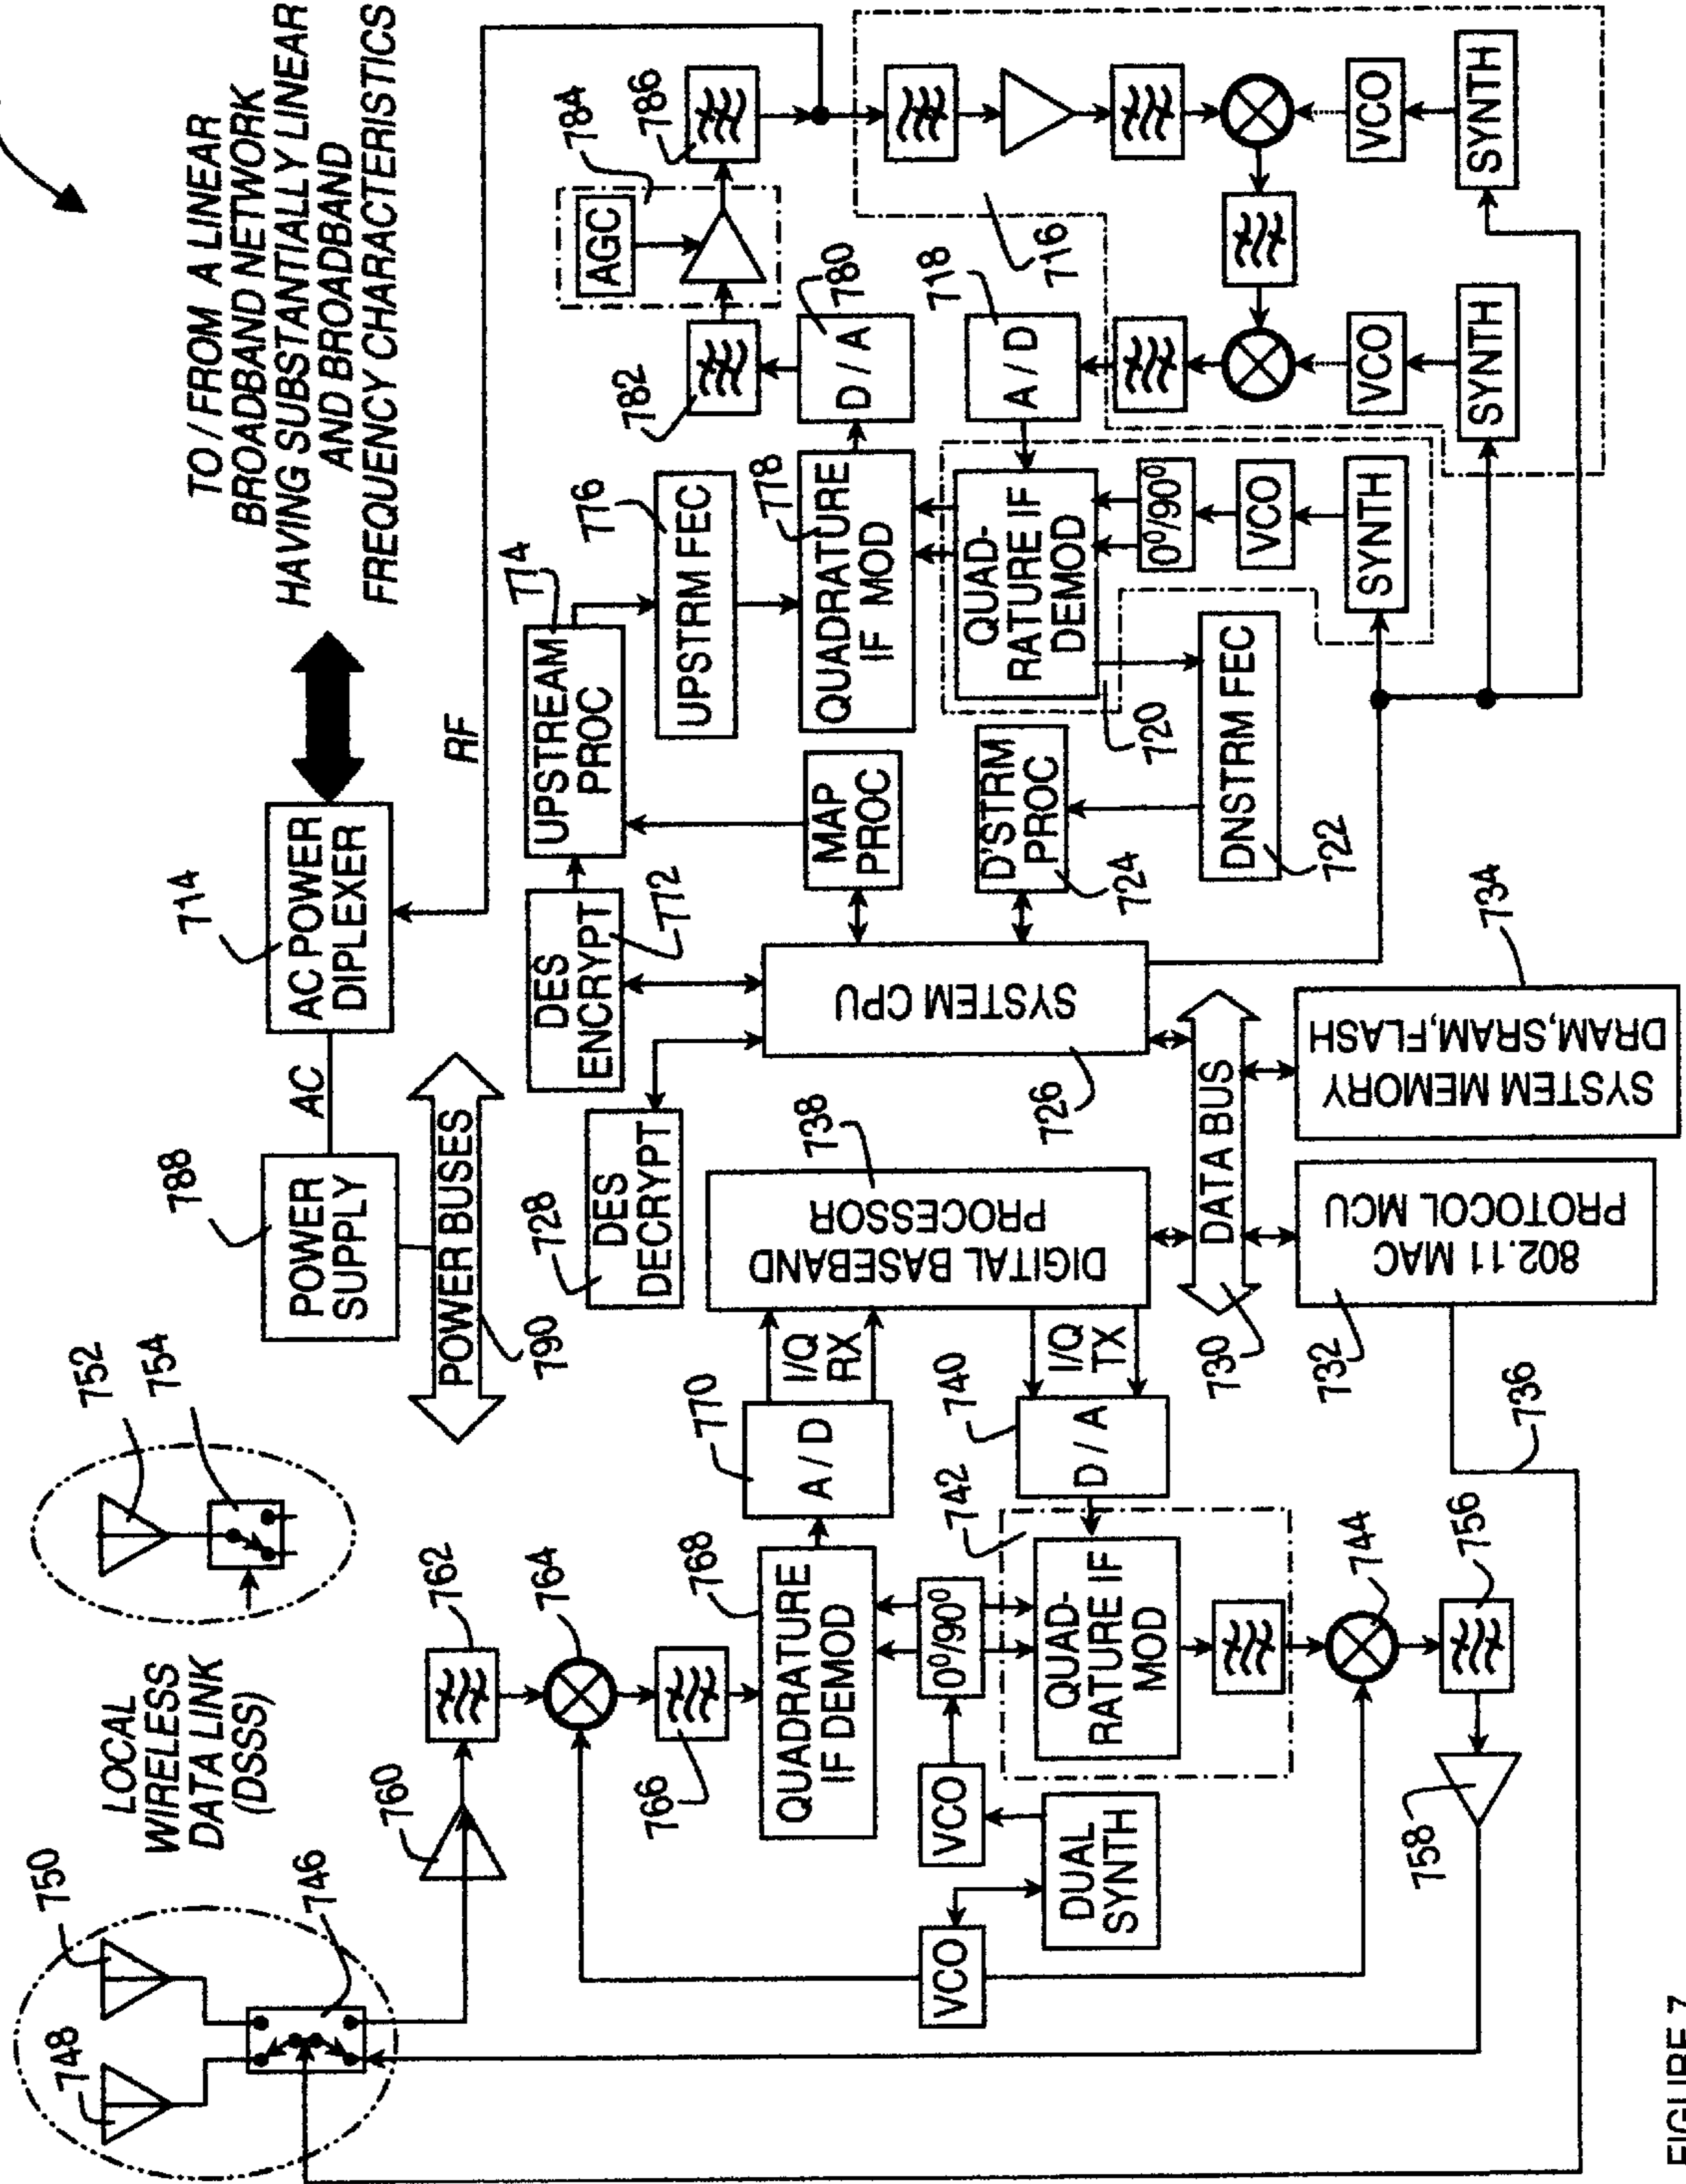 TO / FROM A LINEAR
BROADBAND NETWORK
HAVING SUBSTANTIALLY LINEAR
AND BROADBAND
FREQUENCY CHARACTERISTICS
714
AC POWER
DIPLEXER
RF
AC
788
POWER
SUPPLY
POWER BUSES
790
752
754
LOCAL
WIRELESS
DATA LINK
(DSSS)
750
748
746
760
762
764
766
768
QUADRATURE
IF DEMOD
770
A / D
I/Q
RX
738
DIGITAL BASEBAND
PROCESSOR
I/Q
TX
740
D / A
742
0⁰/90⁰
QUAD-
RATURE IF
MOD
VCO
DUAL
SYNTH
VCO
744
756
758
728
DES
DECRYPT
DES
ENCRYPT
772
774
UPSTREAM
PROC
776
UPSTRM FEC
778
QUADRATURE
IF MOD
780
D / A
782
784
AGC
786
716
718
A / D
QUAD-
RATURE IF
DEMOD
720
0⁰/90⁰
VCO
SYNTH
VCO
SYNTH
VCO
SYNTH
MAP
PROC
D'STRM
PROC
724
DNSTRM FEC
722
SYSTEM CPU
726
DATA BUS
730
SYSTEM MEMORY
DRAM,SRAM,FLASH
734
802.11 MAC
PROTOCOL MCU
732
736
FIGURE 7